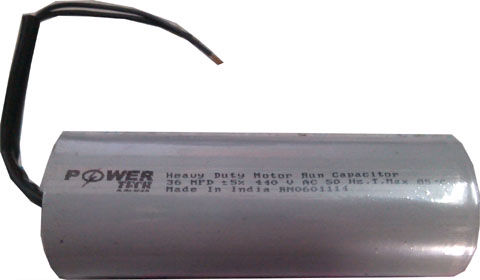 POWER
TECH
Heavy Duty Motor Run Capacitor
36 MFD ±5% 440 V AC 50 Hz.T.Max 85°C
Made In India RM0601114